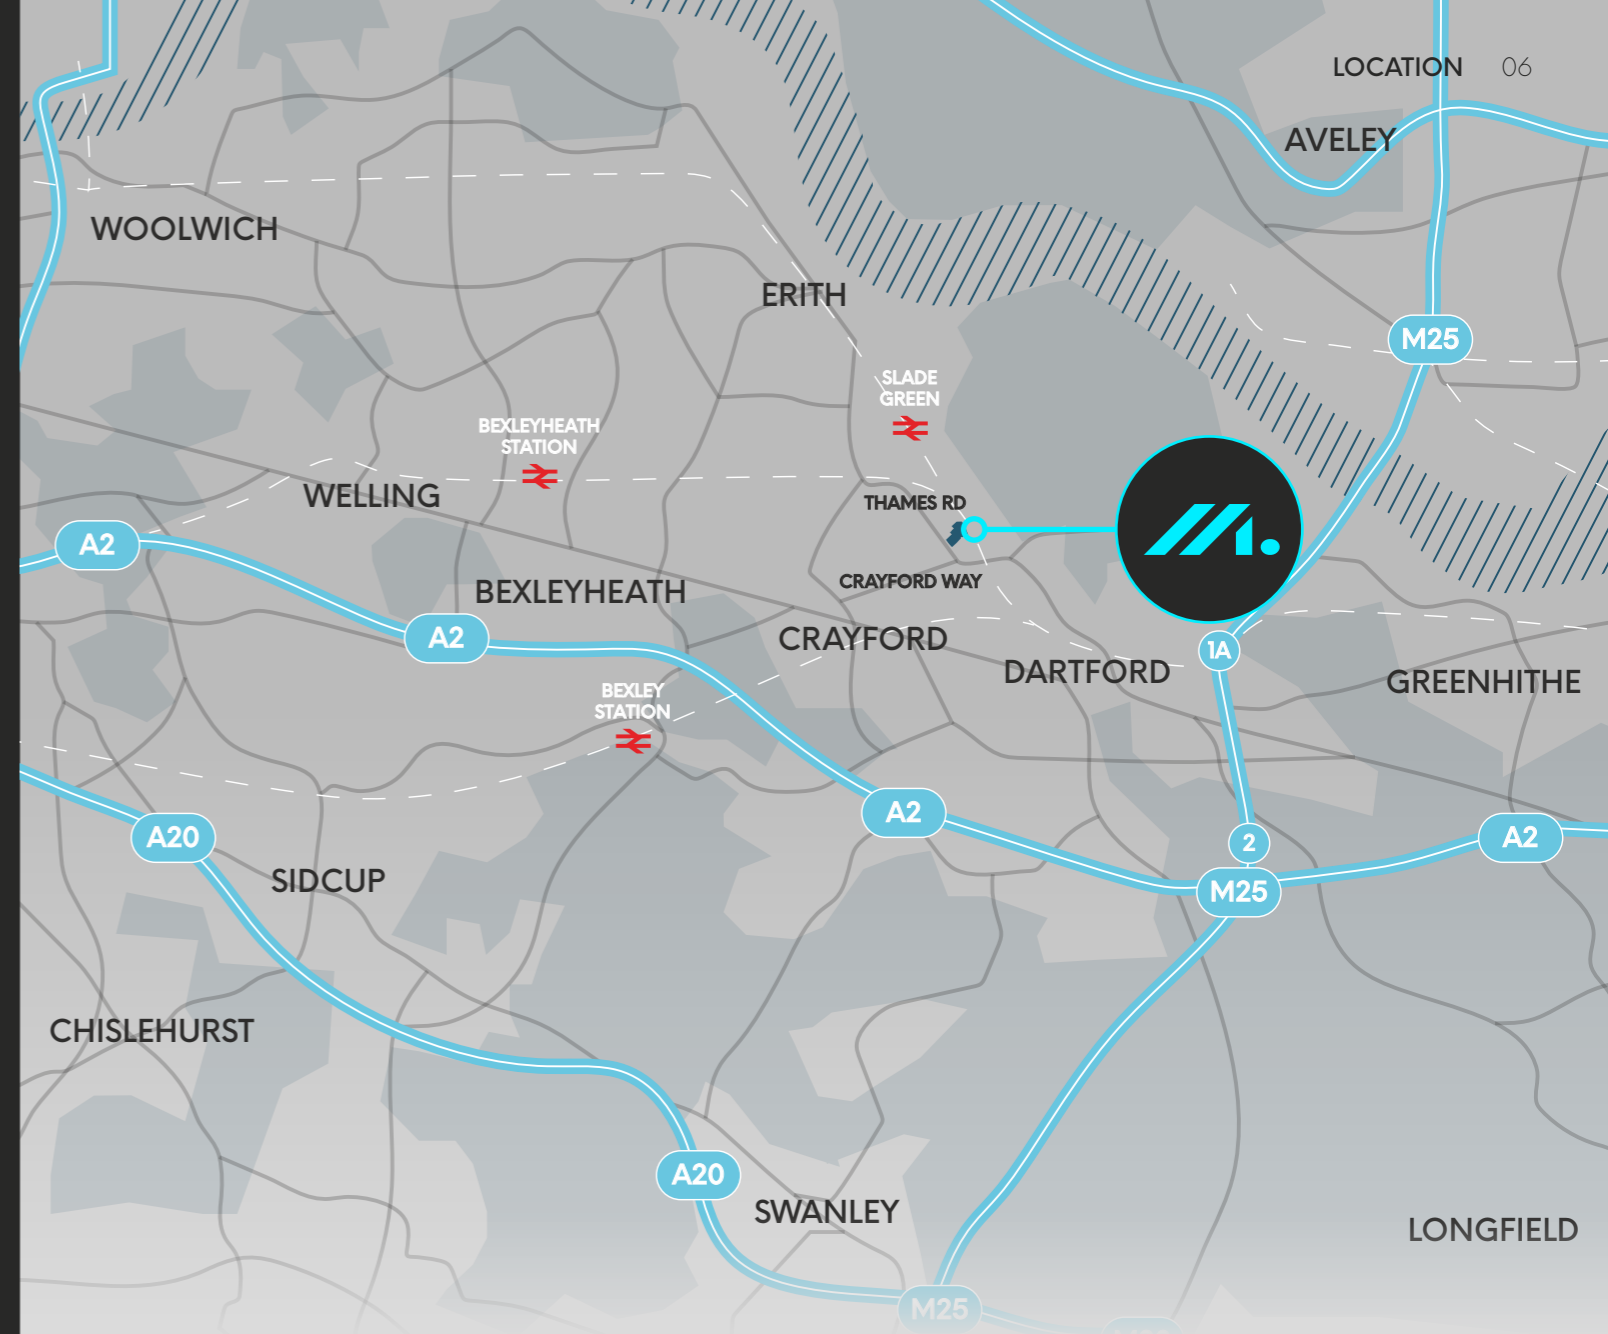 LOCATION 06
AVELEY
WOOLWICH
ERITH
M25
SLADE
GREEN
BEXLEYHEATH
STATION
WELLING
THAMES RD
A2
CRAYFORD WAY
BEXLEYHEATH
A2
CRAYFORD
1A
DARTFORD
GREENHITHE
BEXLEY
STATION
A2
A20
A2
2
SIDCUP
M25
CHISLEHURST
A20
SWANLEY
LONGFIELD
M25